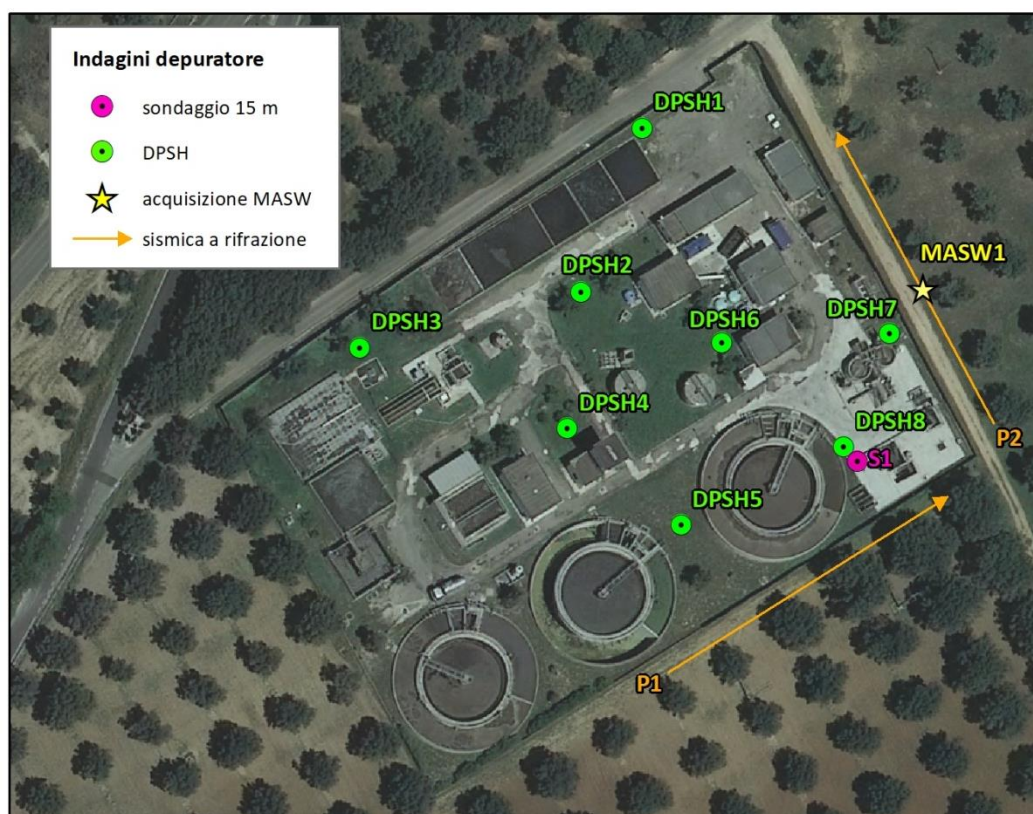 Indagini depuratore
sondaggio 15 m
DPSH
acquisizione MASW
sismica a rifrazione
DPSH1
MASW1
DPSH2
DPSH3
DPSH6
DPSH7
DPSH4
DPSH8
P2
S1
DPSH5
P1